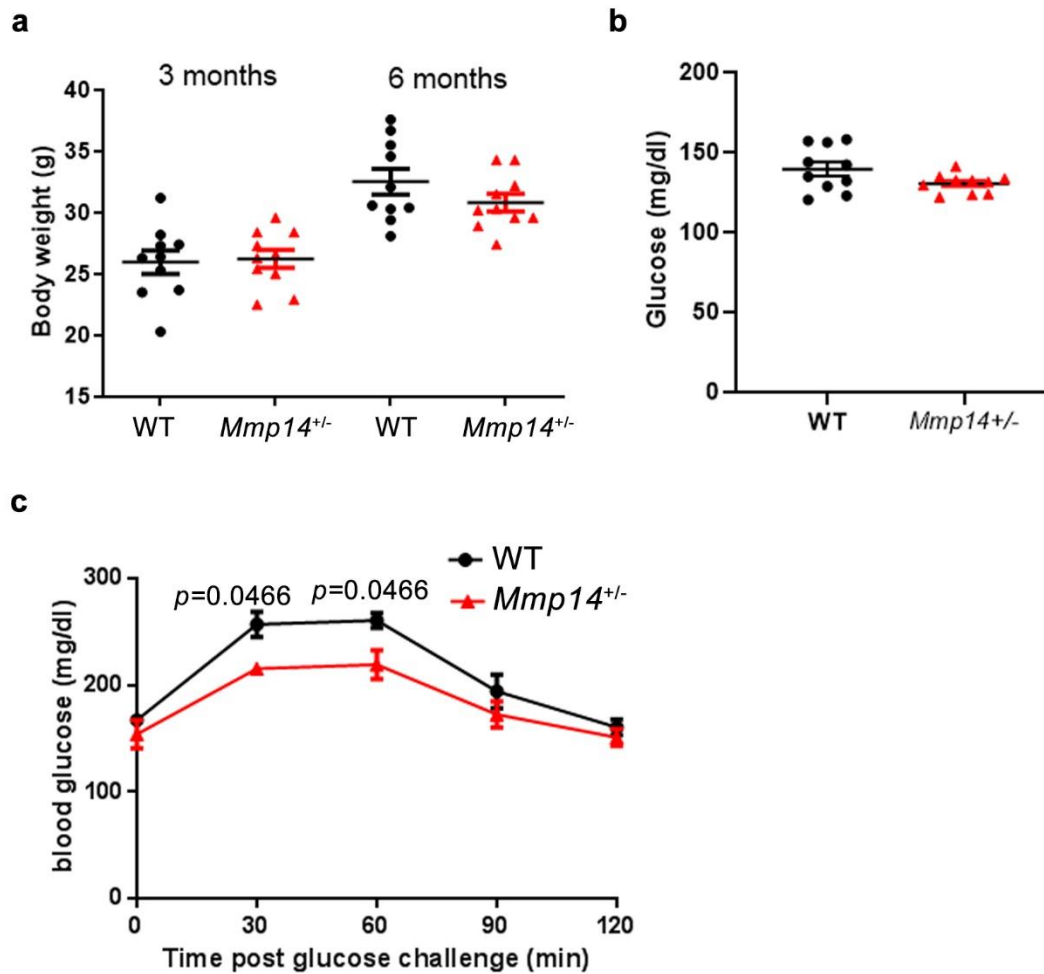 a
3 months 6 months
Body weight (g)
40
35
30
25
20
15
WT Mmp14+/- WT Mmp14+/-
b
Glucose (mg/dl)
200
150
100
50
0
WT Mmp14+/-
c
WT
Mmp14+/-
p=0.0466 p=0.0466
blood glucose (mg/dl)
300
200
100
0
0 30 60 90 120
Time post glucose challenge (min)